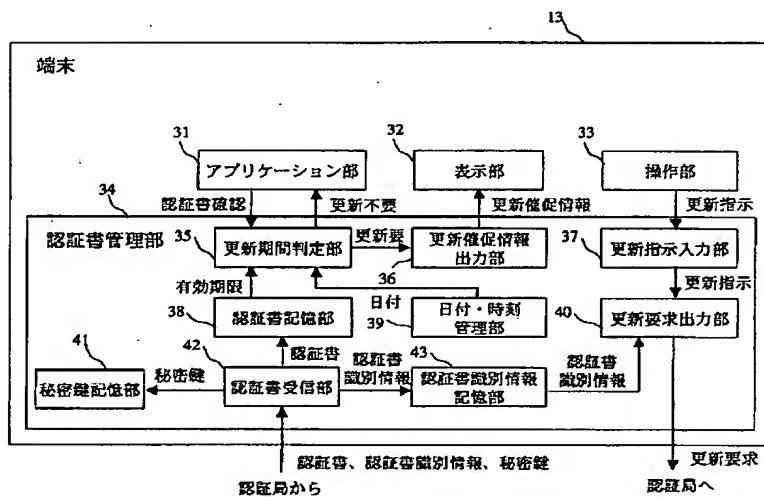 13
端末
31
32
33
アプリケーション部
表示部
操作部
34
認証書確認
更新不要
更新催促情報
更新指示
認証書管理部
35
更新期間判定部
更新要
更新催促情報
出力部
37
更新指示入力部
36
有効期限
日付
更新指示
38
認証書記憶部
39
日付・時刻
管理部
40
更新要求出力部
41
42
認証書
43
秘密鍵記憶部
秘密鍵
認証書受信部
認証書
識別情報
認証書識別情報
記憶部
認証書
識別情報
認証書、認証書識別情報、秘密鍵
更新要求
認証局から
認証局へ